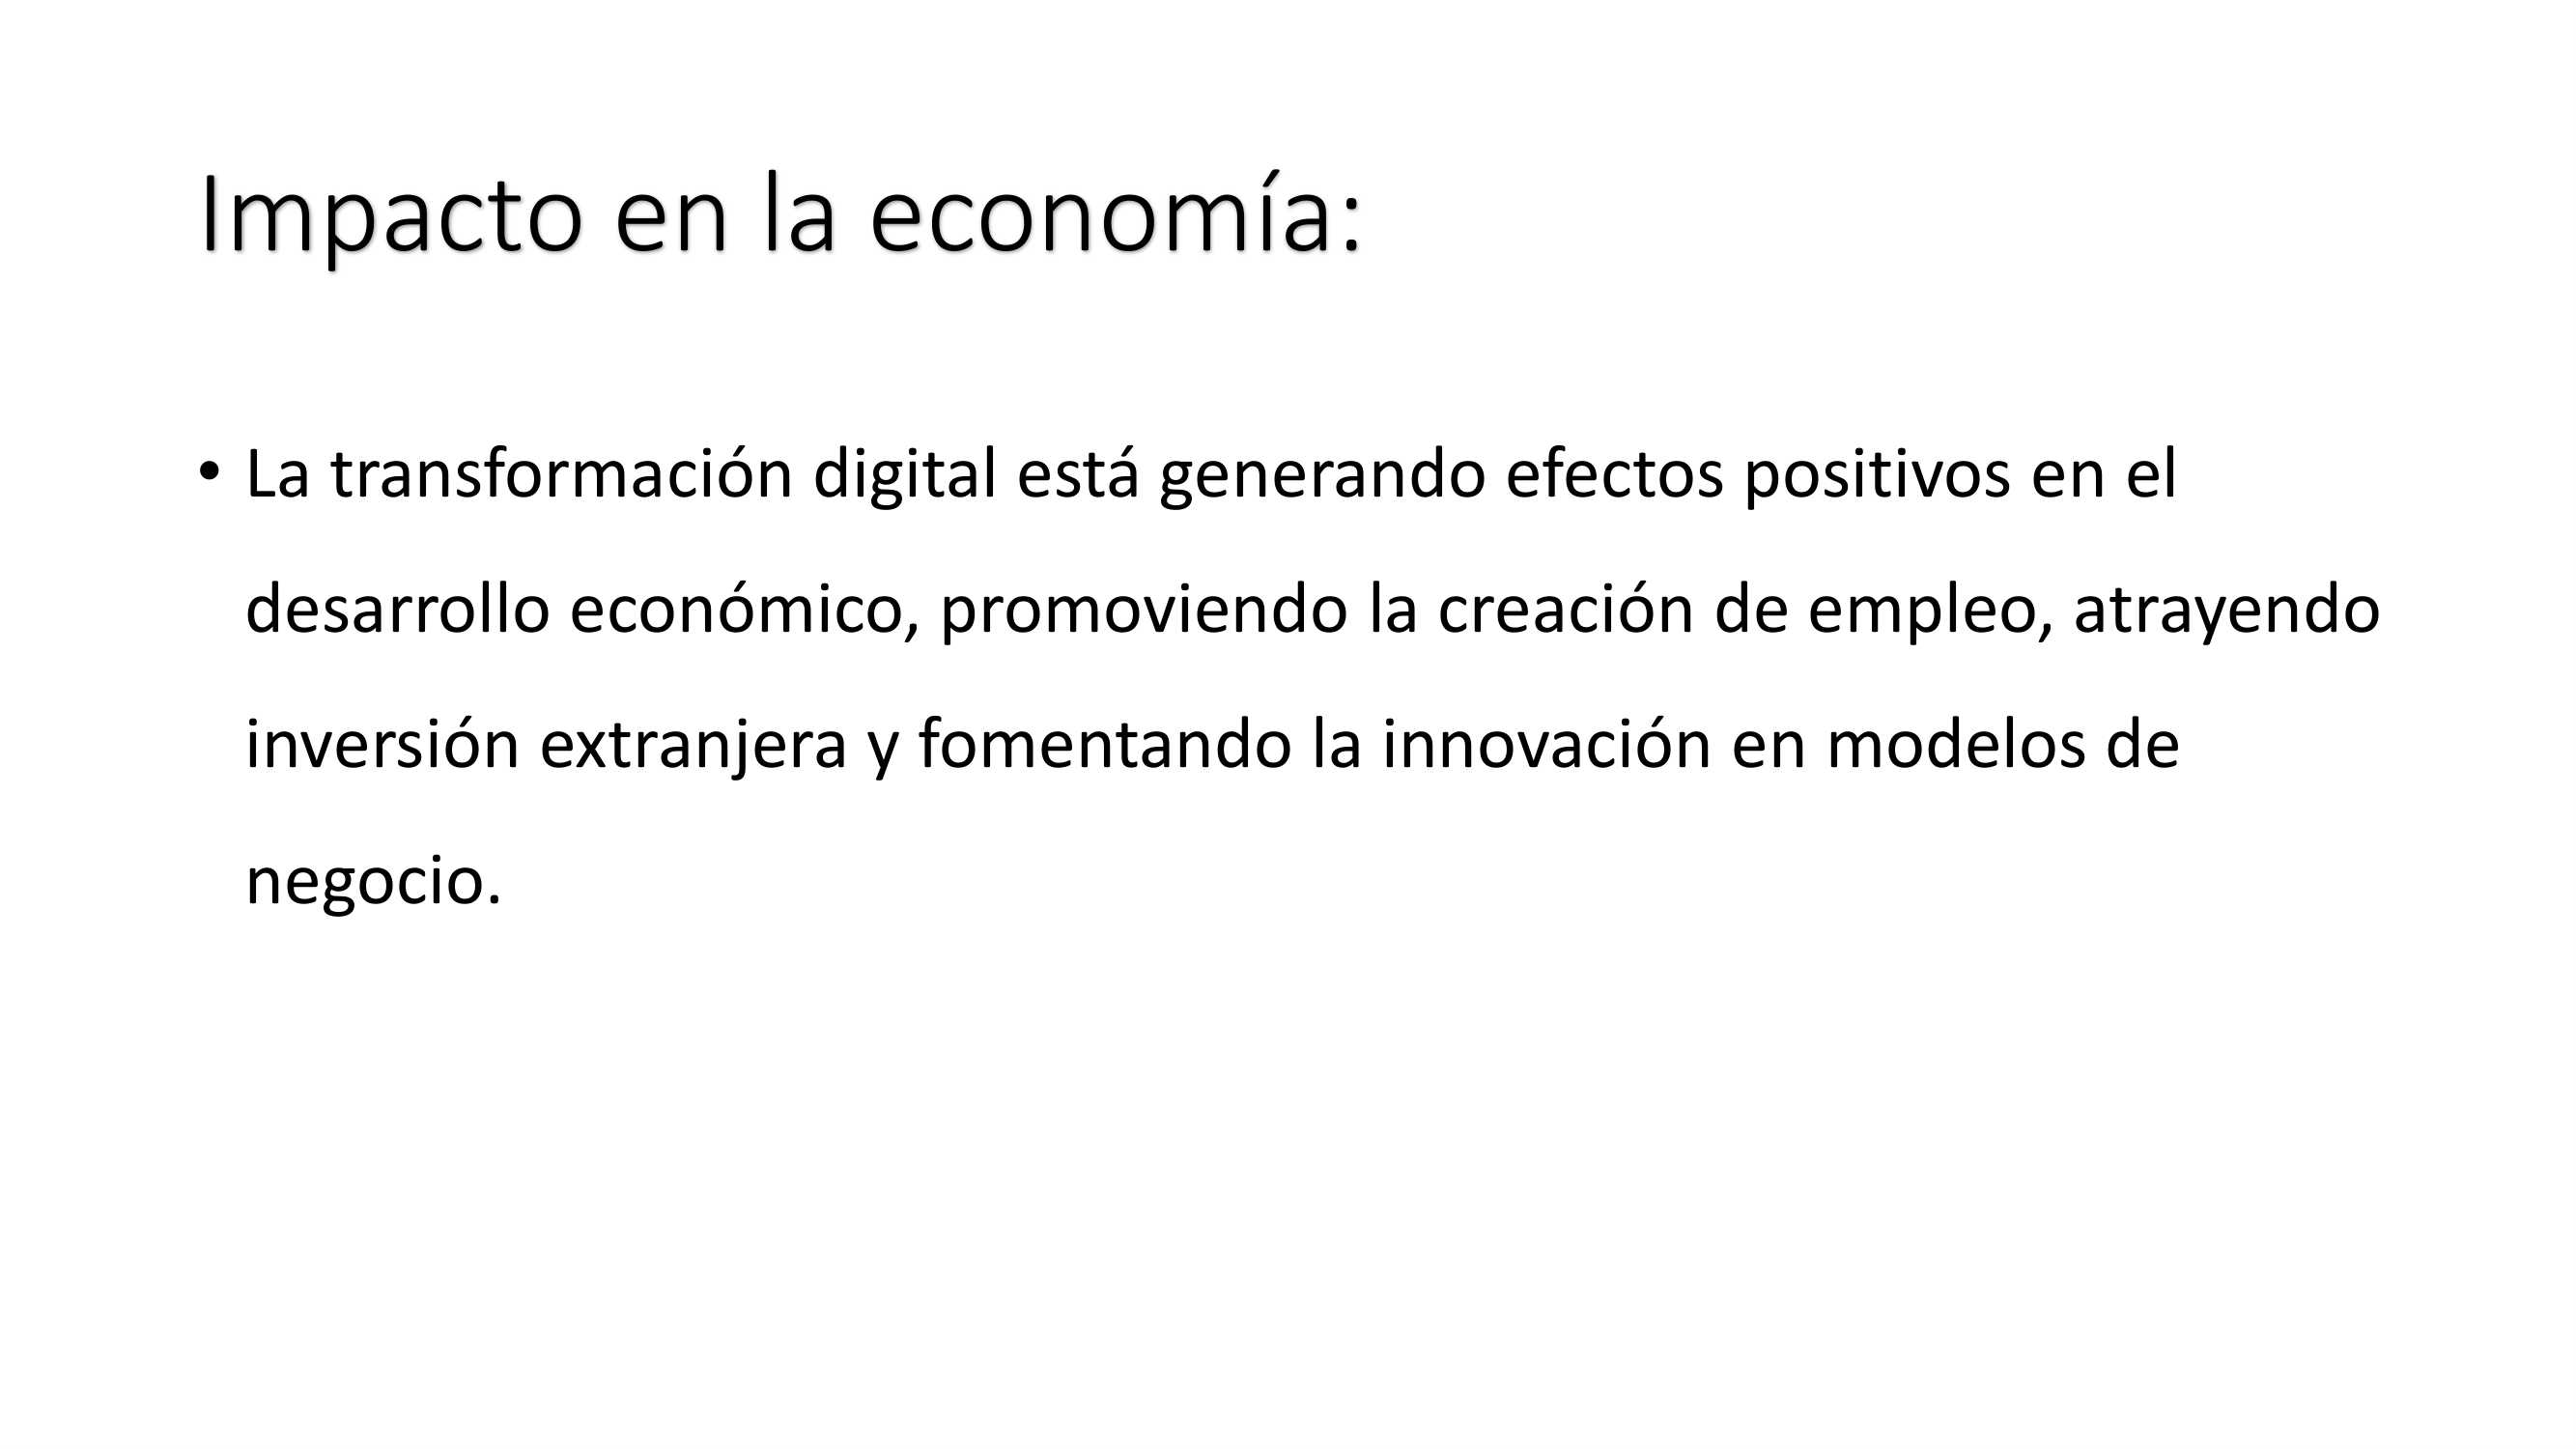 Impacto en la economía:
• La transformación digital está generando efectos positivos en el
desarrollo económico, promoviendo la creación de empleo, atrayendo
inversión extranjera y fomentando la innovación en modelos de
negocio.